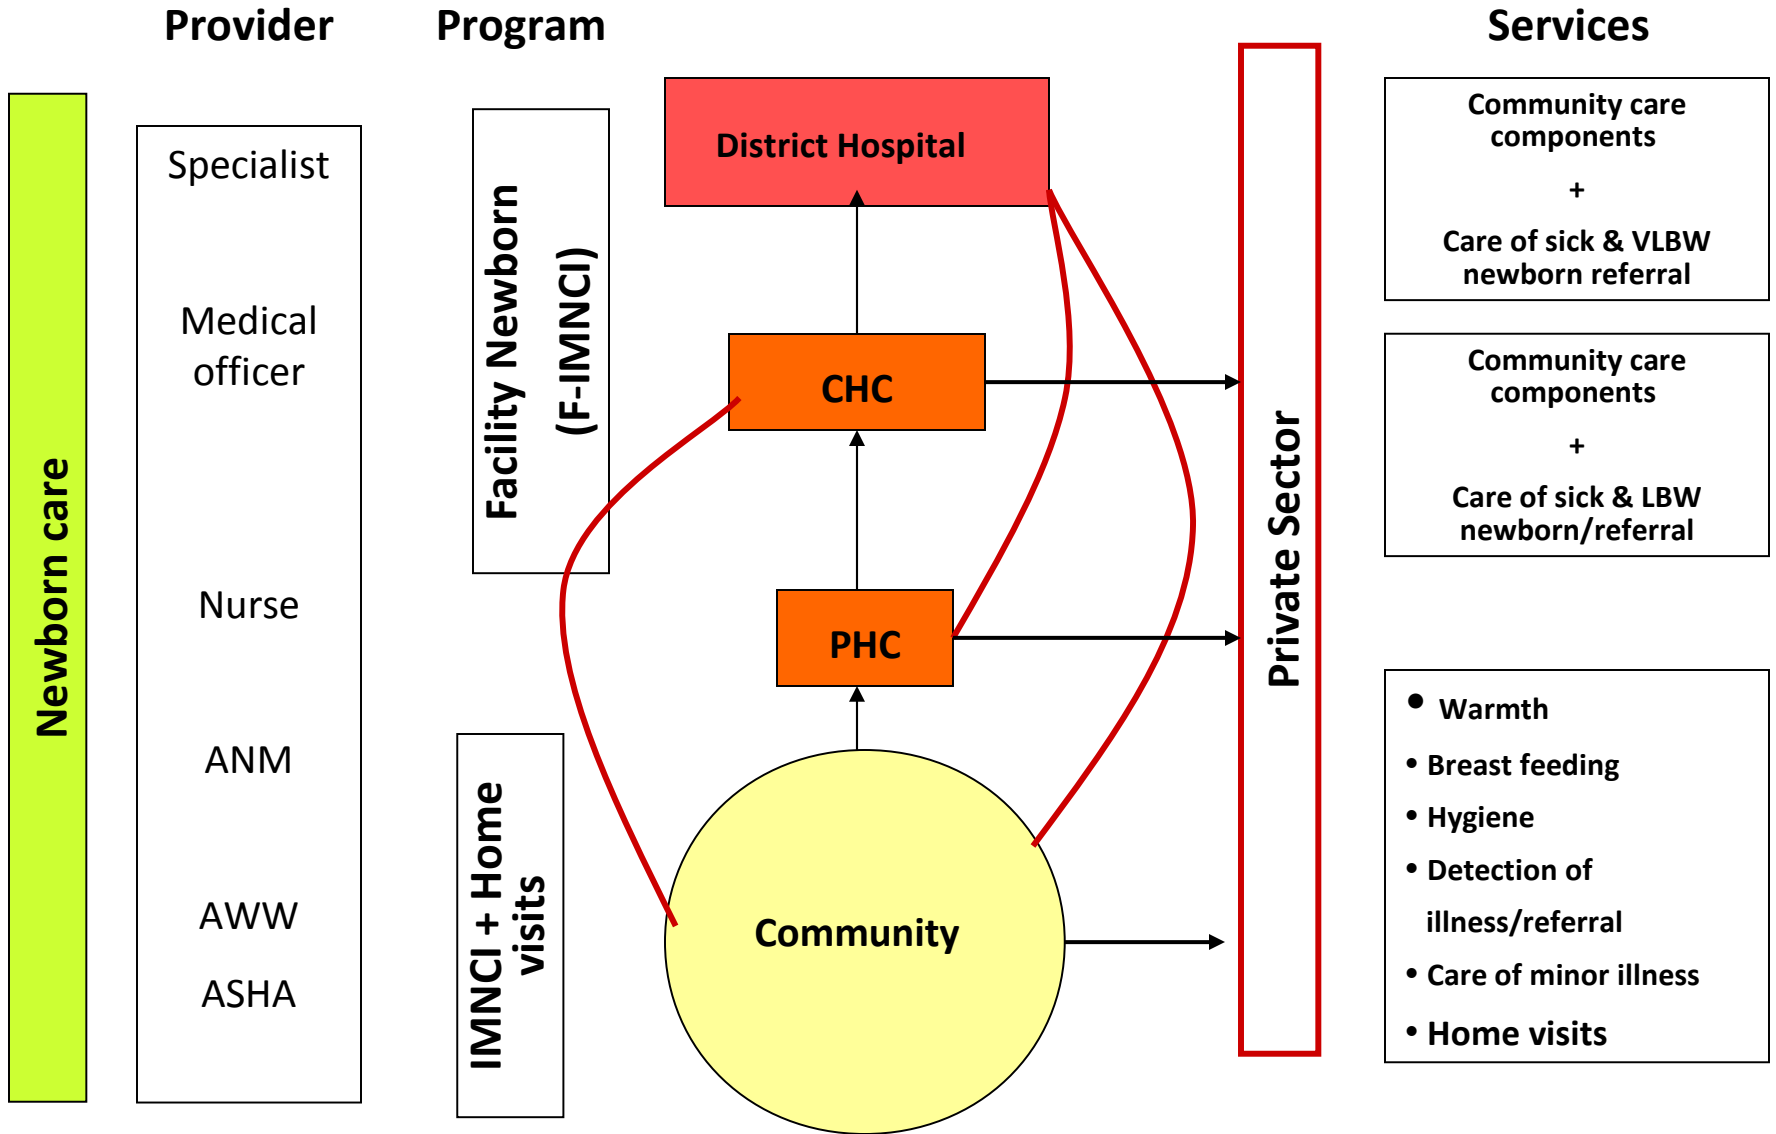 Provider
Program
Services
Newborn care
Specialist
Medical
officer
Nurse
ANM
AWW
ASHA
Facility Newborn
(F-IMNCI)
IMNCI + Home
visits
District Hospital
CHC
PHC
Community
Private Sector
Community care
components
+
Care of sick & VLBW
newborn referral
Community care
components
+
Care of sick & LBW
newborn/referral
• Warmth
• Breast feeding
• Hygiene
• Detection of
illness/referral
• Care of minor illness
• Home visits